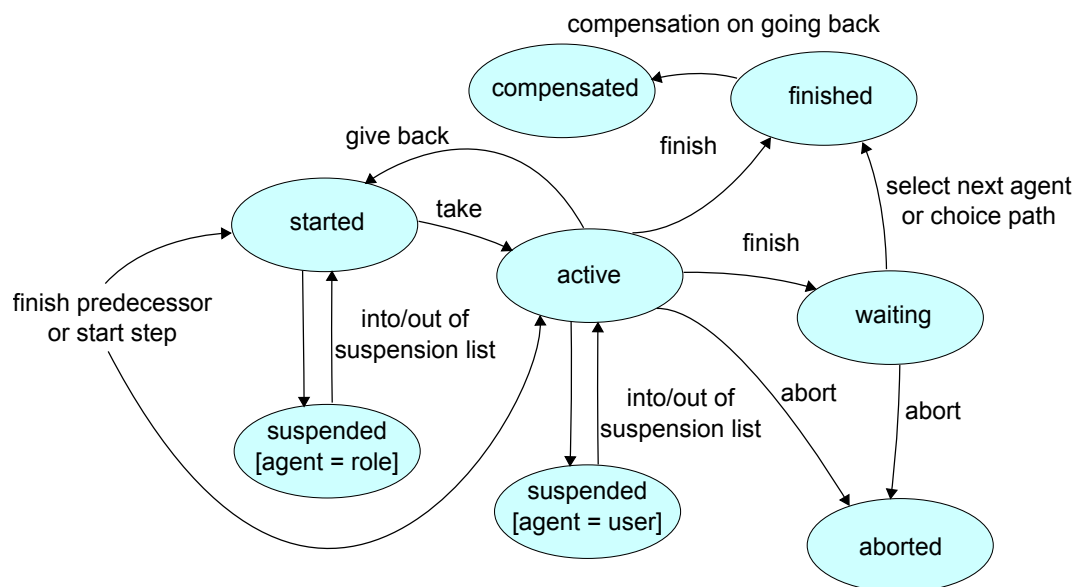 compensation on going back
compensated
finished
give back
finish
select next agent
or choice path
started
take
finish
active
finish predecessor
or start step
into/out of
suspension list
waiting
suspended
[agent = role]
into/out of
suspension list
abort
abort
suspended
[agent = user]
aborted